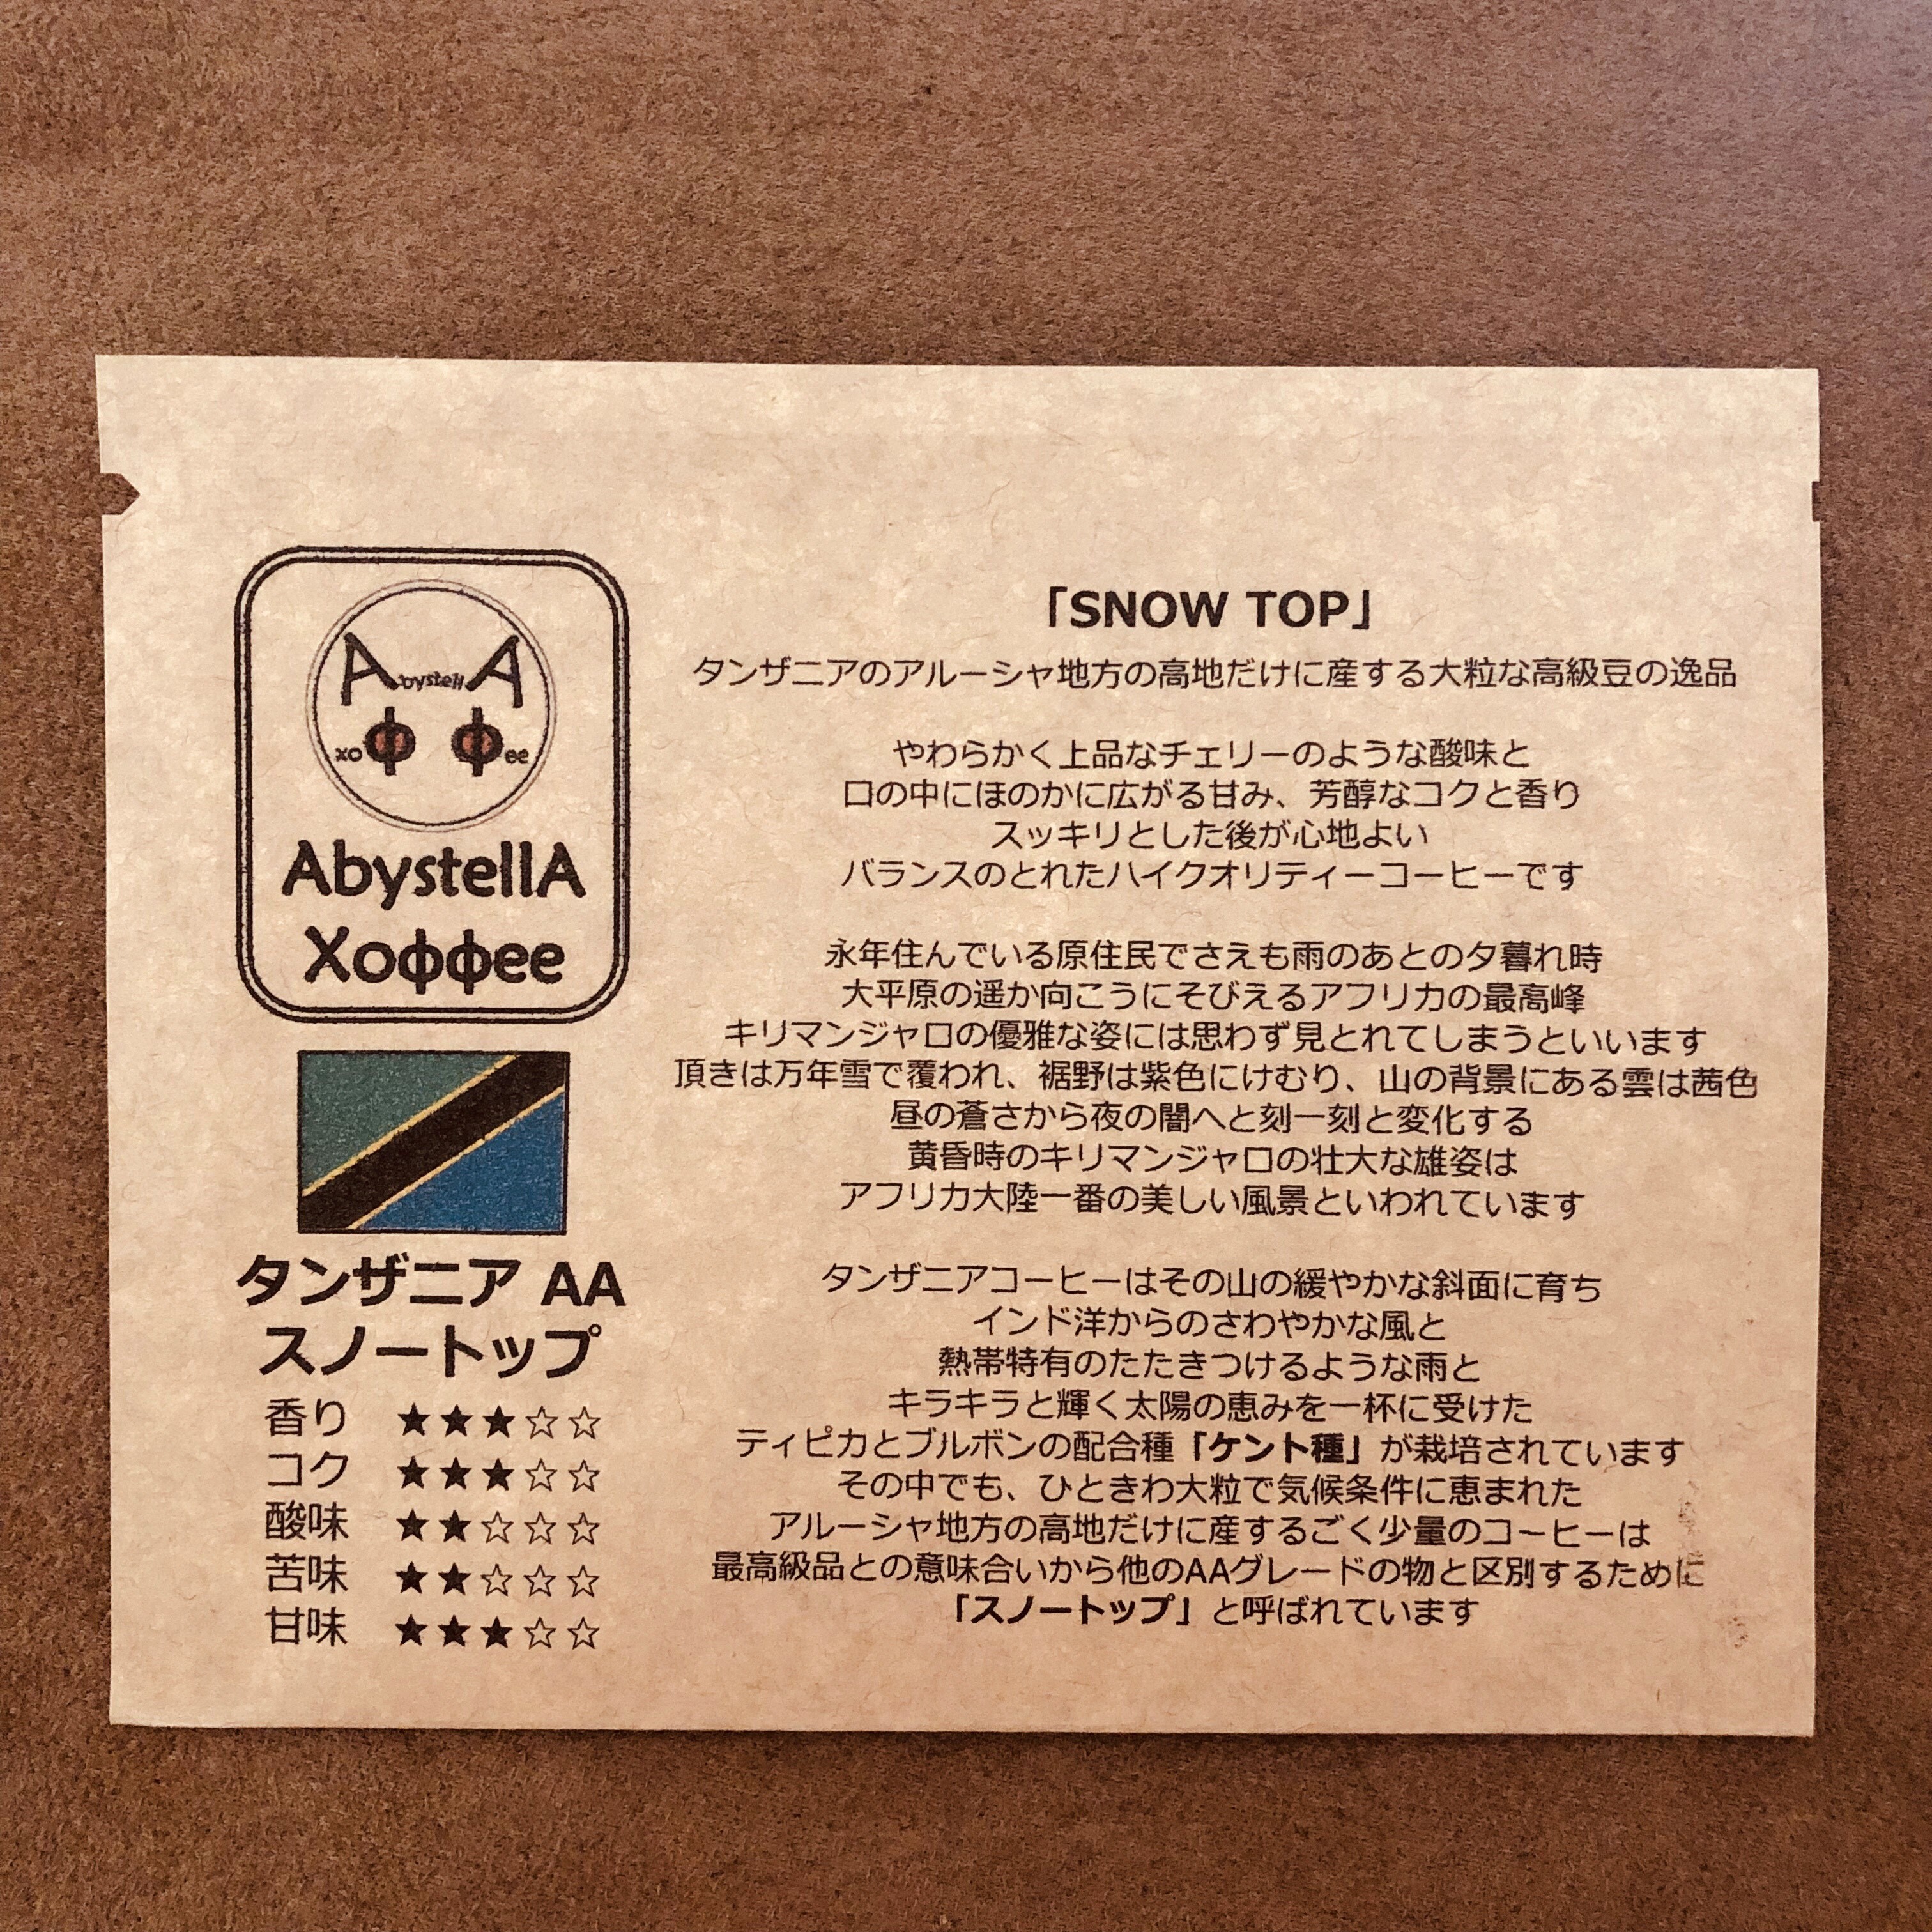 AbystellA
xoΦ Φee
AbystellA
Xoφφee
タンザニア AA
スノートップ
香り ★★★☆☆
コク ★★★☆☆
酸味 ★★☆☆☆
苦味 ★★☆☆☆
甘味 ★★★☆☆
「SNOW TOP」
タンザニアのアルーシャ地方の高地だけに産する大粒な高級豆の逸品
やわらかく上品なチェリーのような酸味と
口の中にほのかに広がる甘み、芳醇なコクと香り
スッキリとした後が心地よい
バランスのとれたハイクオリティーコーヒーです
永年住んでいる原住民でさえも雨のあとの夕暮れ時
大平原の遥か向こうにそびえるアフリカの最高峰
キリマンジャロの優雅な姿には思わず見とれてしまうといいます
頂きは万年雪で覆われ、裾野は紫色にけむり、山の背景にある雲は茜色
昼の蒼さから夜の闇へと刻一刻と変化する
黄昏時のキリマンジャロの壮大な雄姿は
アフリカ大陸一番の美しい風景といわれています
タンザニアコーヒーはその山の緩やかな斜面に育ち
インド洋からのさわやかな風と
熱帯特有のたたきつけるような雨と
キラキラと輝く太陽の恵みを一杯に受けた
ティピカとブルボンの配合種「ケント種」が栽培されています
その中でも、ひときわ大粒で気候条件に恵まれた
アルーシャ地方の高地だけに産するごく少量のコーヒーは
最高級品との意味合いから他のAAグレードの物と区別するために
「スノートップ」と呼ばれています